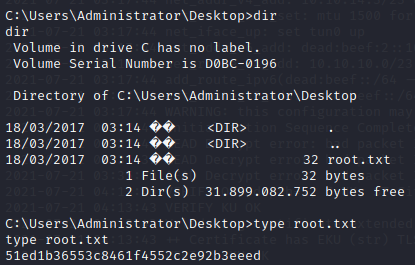 C:\Users\Administrator\Desktop>dir
dir
 Volume in drive C has no label.
 Volume Serial Number is D0BC-0196

 Directory of C:\Users\Administrator\Desktop

18/03/2017  03:14 ��    <DIR>          .
18/03/2017  03:14 ��    <DIR>          ..
18/03/2017  03:14 ��                32 root.txt
               1 File(s)             32 bytes
               2 Dir(s)  31.899.082.752 bytes free

C:\Users\Administrator\Desktop>type root.txt
type root.txt
51ed1b36553c8461f4552c2e92b3eeed